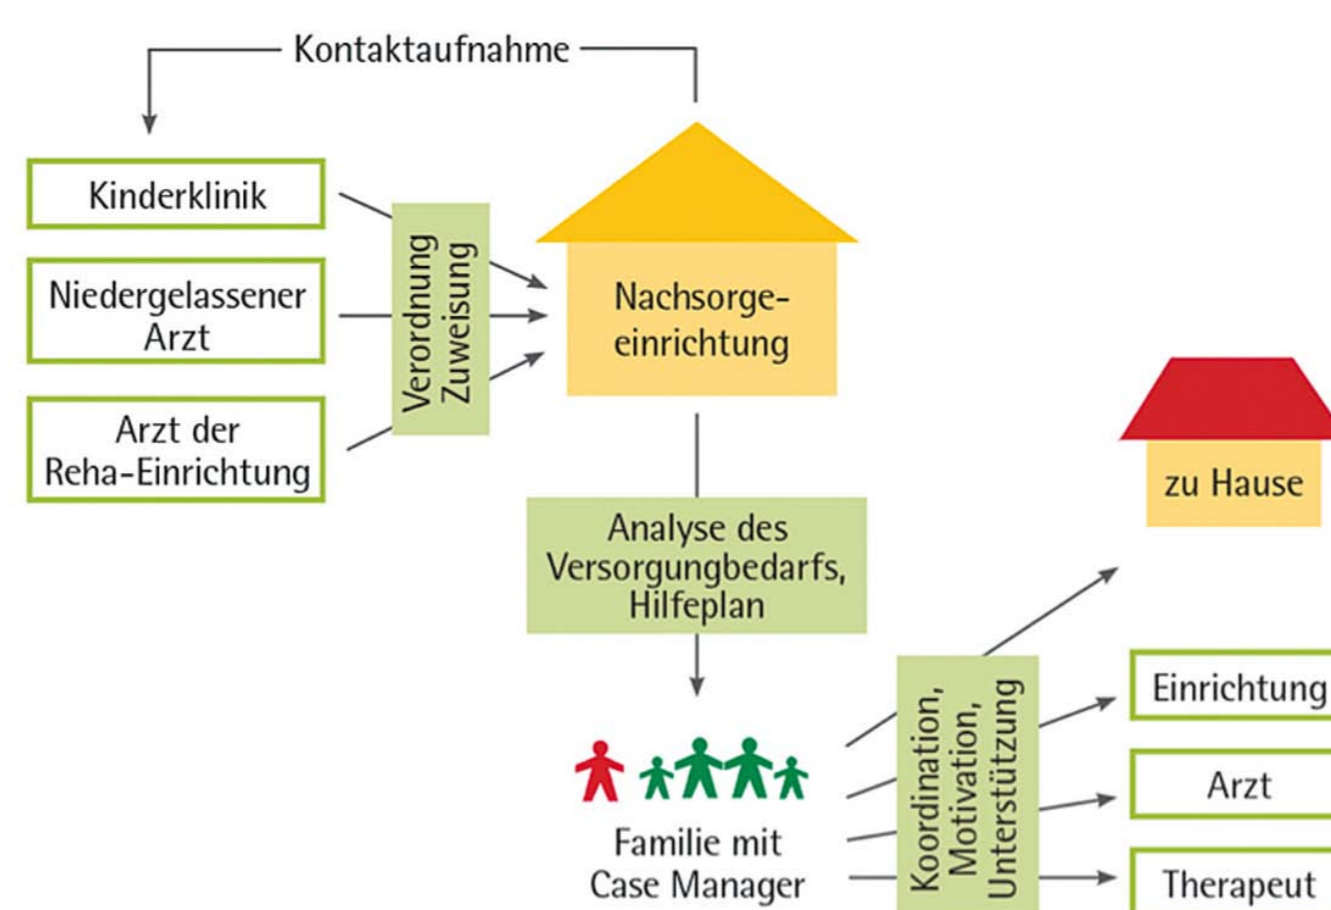 Kontaktaufnahme
Kinderklinik
Niedergelassener
Arzt
Arzt der
Reha-Einrichtung
Verordnung
Zuweisung
Nachsorge-
einrichtung
Analyse des
Versorgungbedarfs,
Hilfeplan
Familie mit
Case Manager
Koordination,
Motivation,
Unterstützung
zu Hause
Einrichtung
Arzt
Therapeut